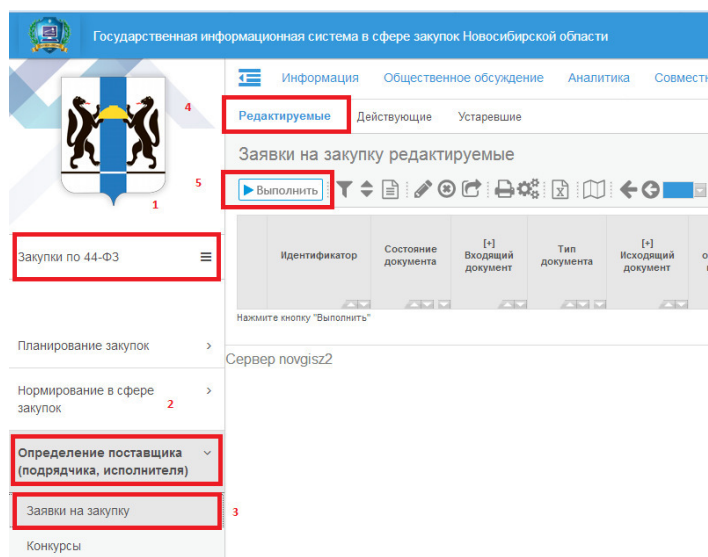 Государственная информационная система в сфере закупок Новосибирской области
Информация Общественное обсуждение Аналитика
4
Редактируемые Действующие Устаревшие
Заявки на закупку редактируемые
5
Выполнить
1
Закупки по 44-ФЗ
Идентификатор
Состояние
документа
[+]
Входящий
документ
Тип
документа
[+]
Исходящий
документ
Нажмите кнопку "Выполнить"
Планирование закупок
Сервер novgisz2
Нормирование в сфере
закупок
2
Определение поставщика
(подрядчика, исполнителя)
Заявки на закупку
3
Конкурсы